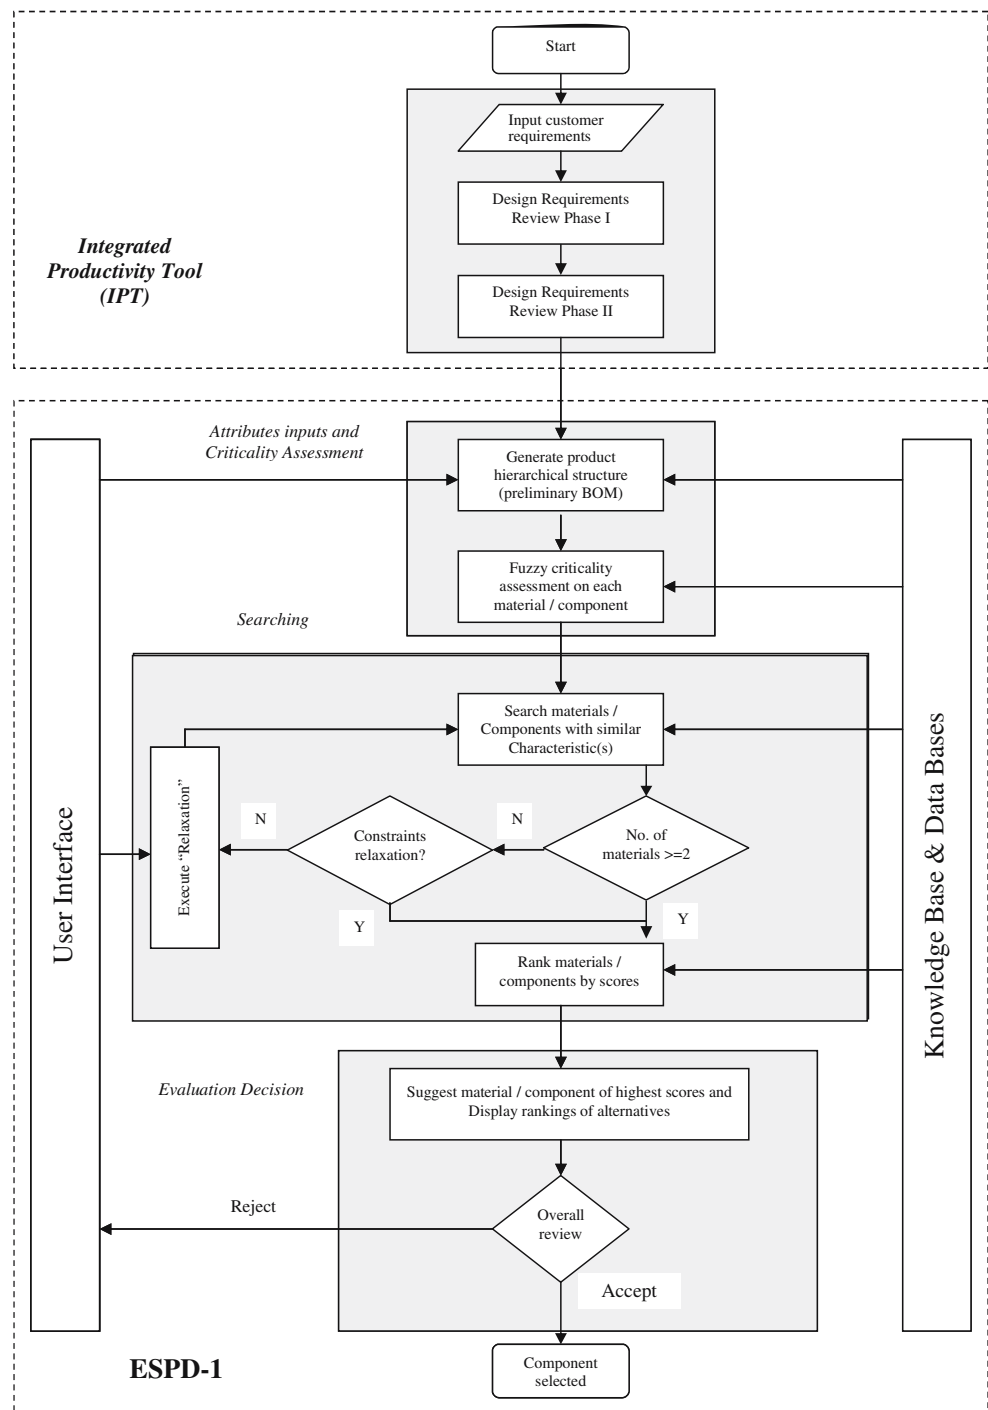 Start
Input customer
requirements
Design Requirements
Review Phase I
Integrated
Productivity Tool
(IPT)
Design Requirements
Review Phase II
Attributes inputs and
Criticality Assessment
Generate product
hierarchical structure
(preliminary BOM)
Fuzzy criticality
assessment on each
material / component
Searching
Search materials /
Components with similar
Characteristic(s)
User Interface
Execute “Relaxation”
N
Constraints
relaxation?
N
No. of
materials >=2
Y
Y
Knowledge Base & Data Bases
Rank materials /
components by scores
Evaluation Decision
Suggest material / component of highest scores and
Display rankings of alternatives
Reject
Overall
review
Accept
ESPD-1
Component
selected